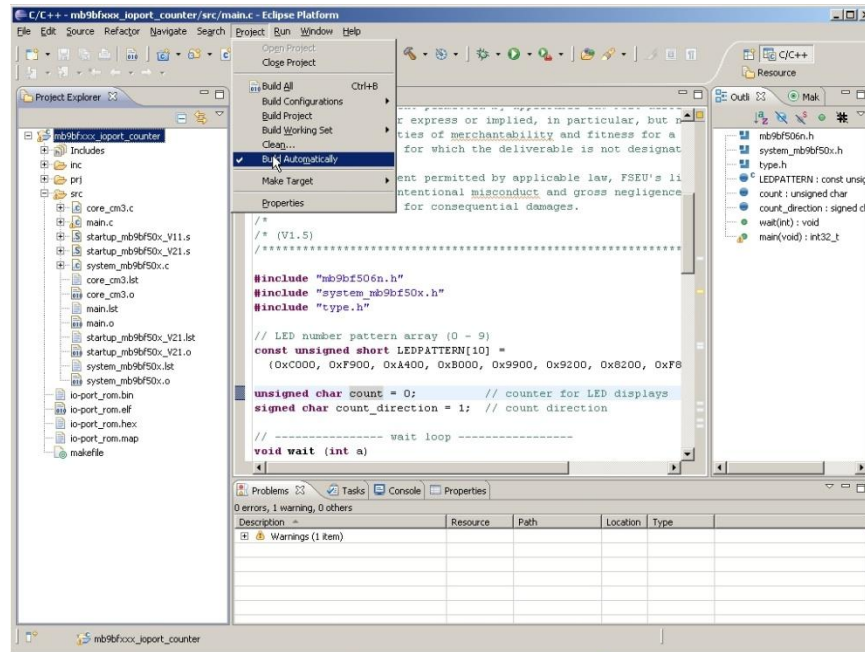 C/C++ - mb9bfxxx_ioport_counter/src/main.c - Eclipse Platform
File Edit Source Refactor Navigate Search Project Run Window Help
Open Project
Close Project
Build All Ctrl+B
Build Configurations
Build Project
Build Working Set
Clean...
Build Automatically
Make Target
Properties
C/C++
Resource
Project Explorer
mb9bfxxx_ioport_counter
Includes
inc
prj
src
core_cm3.c
main.c
startup_mb9bf50x_V11.s
startup_mb9bf50x_V21.s
system_mb9bf50x.c
core_cm3.lst
core_cm3.o
main.lst
main.o
startup_mb9bf50x_V21.lst
startup_mb9bf50x_V21.o
system_mb9bf50x.lst
system_mb9bf50x.o
io-port_rom.bin
io-port_rom.elf
io-port_rom.hex
io-port_rom.map
makefile
r express or implied, in particular, but n
ties of merchantability and fitness for a
for which the deliverable is not designat
ent permitted by applicable law, FSEU's li
ntentional misconduct and gross negligence
for consequential damages.
/*
/* (V1.5)
/*************************************************************
#include "mb9bf506n.h"
#include "system_mb9bf50x.h"
#include "type.h"
// LED number pattern array (0 - 9)
const unsigned short LEDPATTERN[10] =
(0xC000, 0xF900, 0xA400, 0xB000, 0x9900, 0x9200, 0x8200, 0xF8
unsigned char count = 0; // counter for LED displays
signed char count_direction = 1; // count direction
// ---------------- wait loop -----------------
void wait (int a)
Outli Mak
mb9bf506n.h
system_mb9bf50x.h
type.h
LEDPATTERN : const unsig
count : unsigned char
count_direction : signed cl
wait(int) : void
main(void) : int32_t
Problems Tasks Console Properties
0 errors, 1 warning, 0 others
Description Resource Path Location Type
Warnings (1 item)
mb9bfxxx_ioport_counter